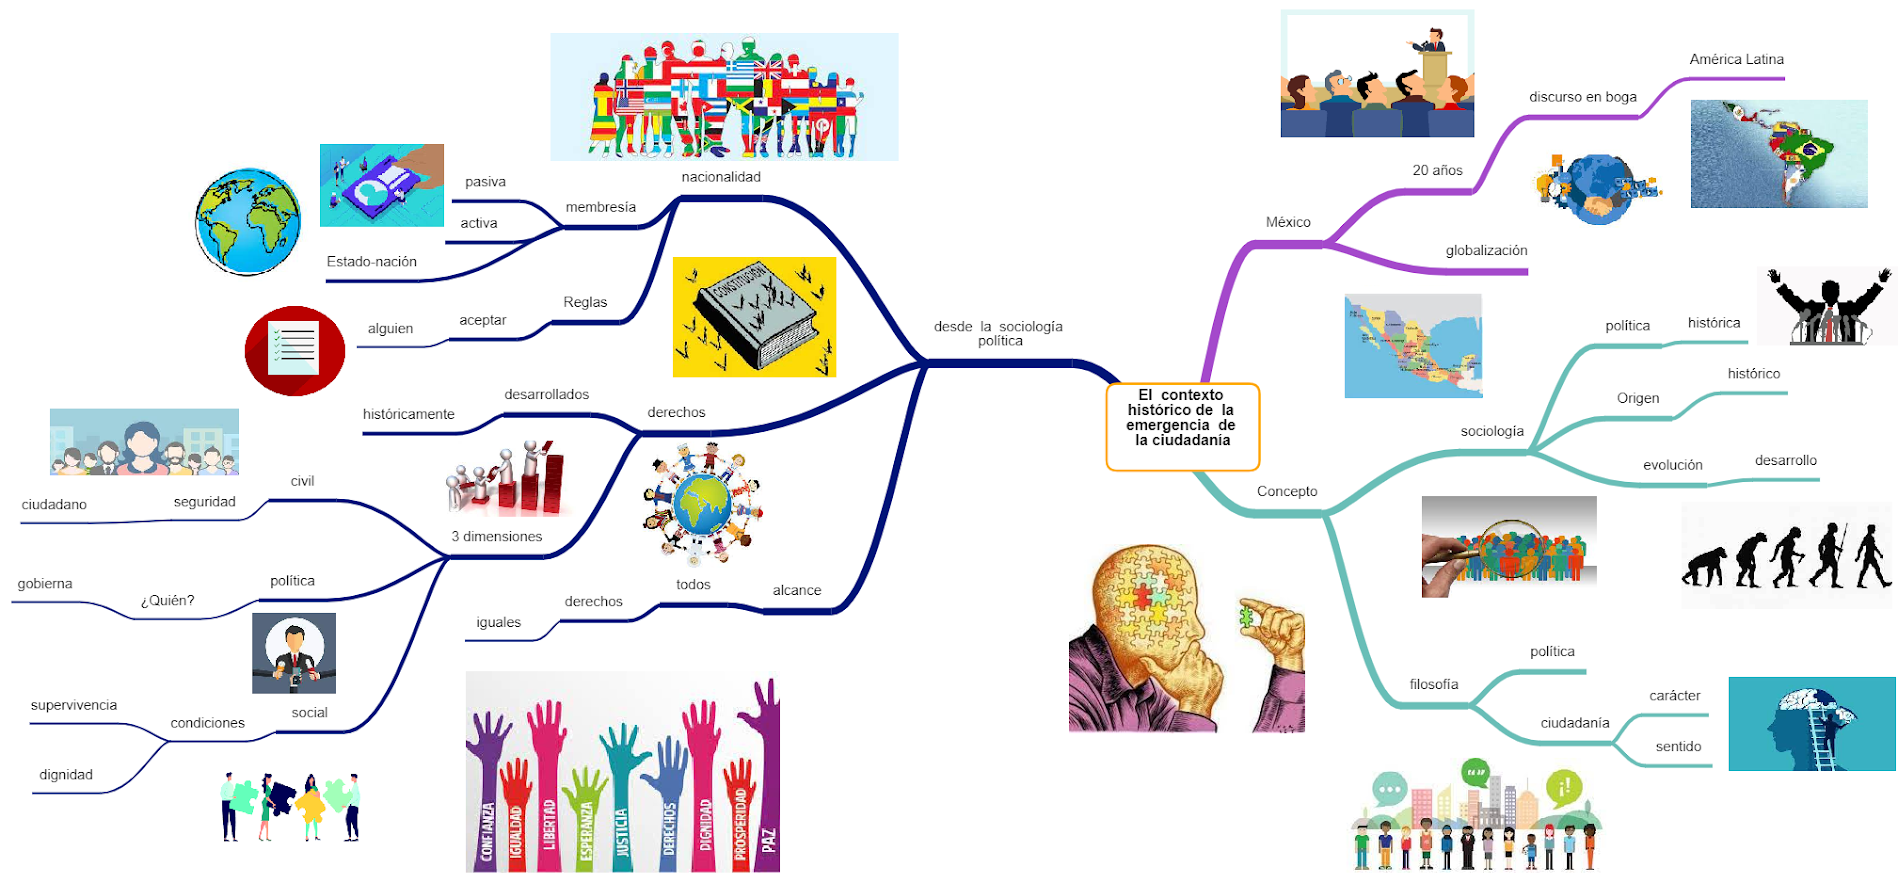 El contexto
histórico de la
emergencia de
la ciudadanía
México
20 años
discurso en boga
América Latina
globalización
Concepto
sociología
política
histórica
Origen
histórico
evolución
desarrollo
filosofía
política
ciudadanía
carácter
sentido
desde la sociología
política
nacionalidad
membresía
pasiva
activa
Estado-nación
Reglas
aceptar
alguien
CONSTITUCIÓN
derechos
desarrollados
históricamente
3 dimensiones
civil
seguridad
ciudadano
política
¿Quién?
gobierna
social
condiciones
supervivencia
dignidad
alcance
todos
derechos
iguales
CONFIANZA
IGUALDAD
LIBERTAD
ESPERANZA
JUSTICIA
DERECHOS
DIGNIDAD
PROSPERIDAD
PAZ
¡!